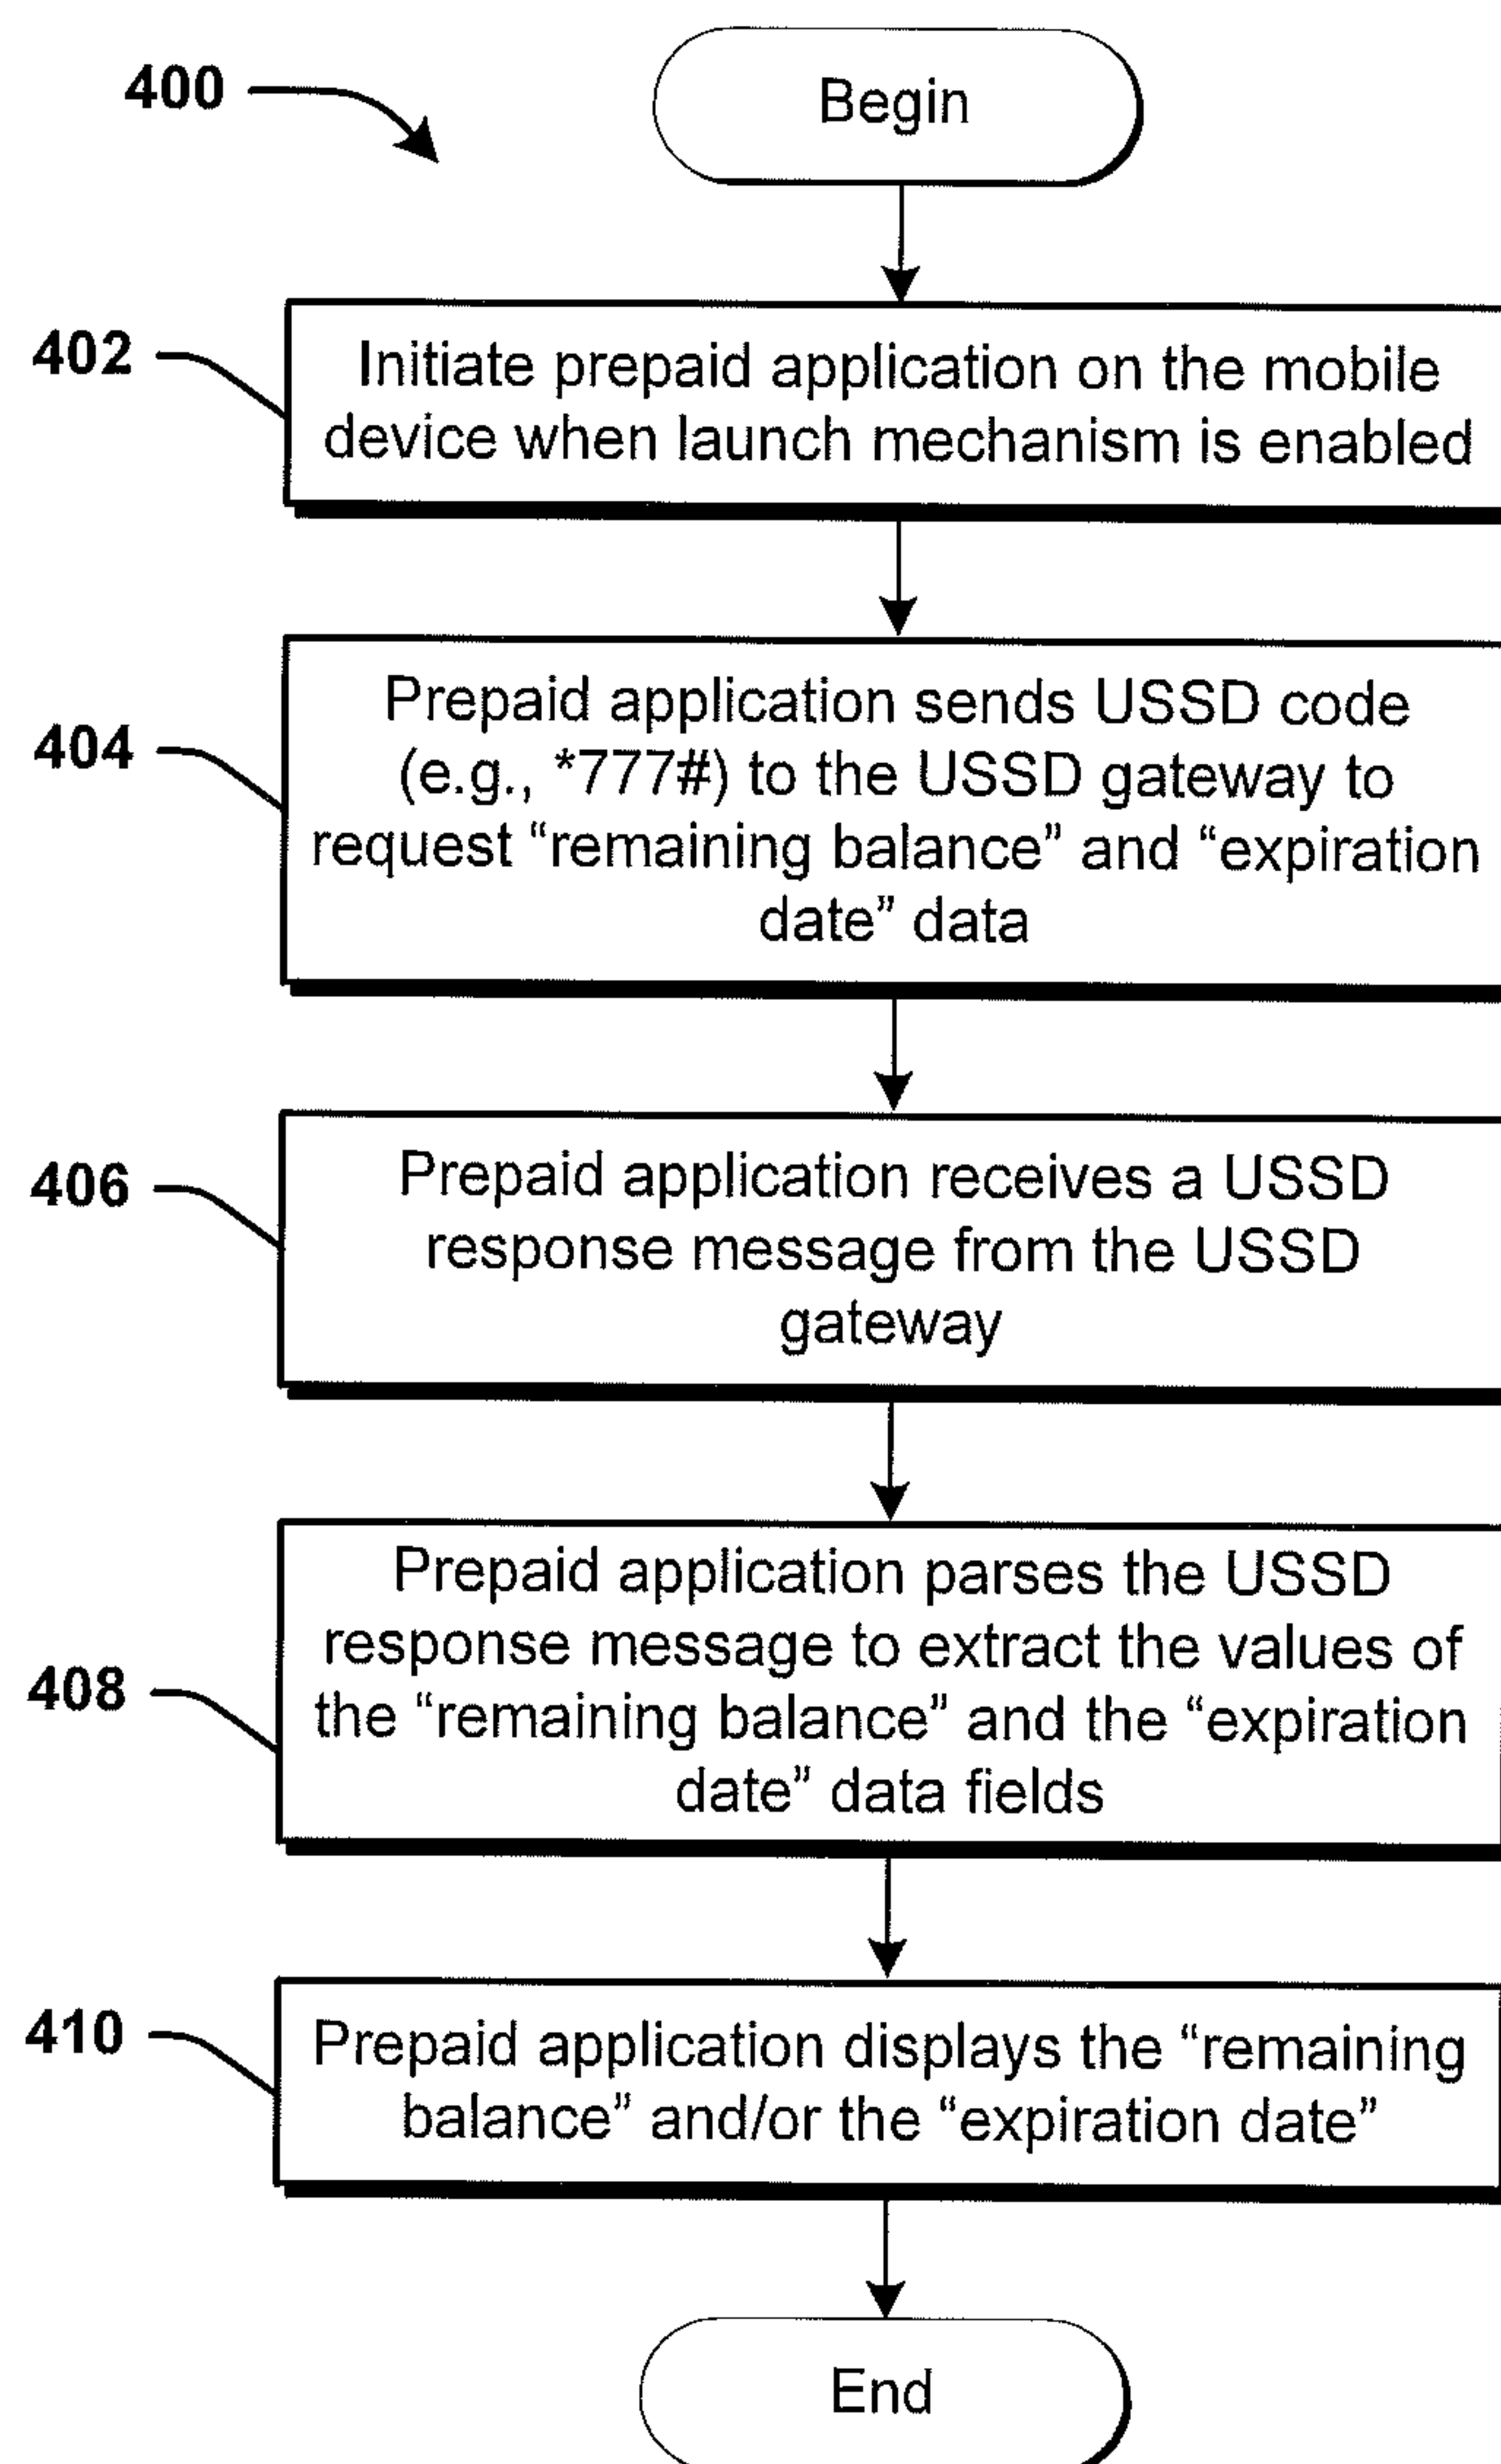 400
Begin
402
Initiate prepaid application on the mobile
device when launch mechanism is enabled
404
Prepaid application sends USSD code
(e.g., *777#) to the USSD gateway to
request “remaining balance” and “expiration
date” data
406
Prepaid application receives a USSD
response message from the USSD
gateway
408
Prepaid application parses the USSD
response message to extract the values of
the “remaining balance” and the “expiration
date” data fields
410
Prepaid application displays the “remaining
balance” and/or the “expiration date”
End